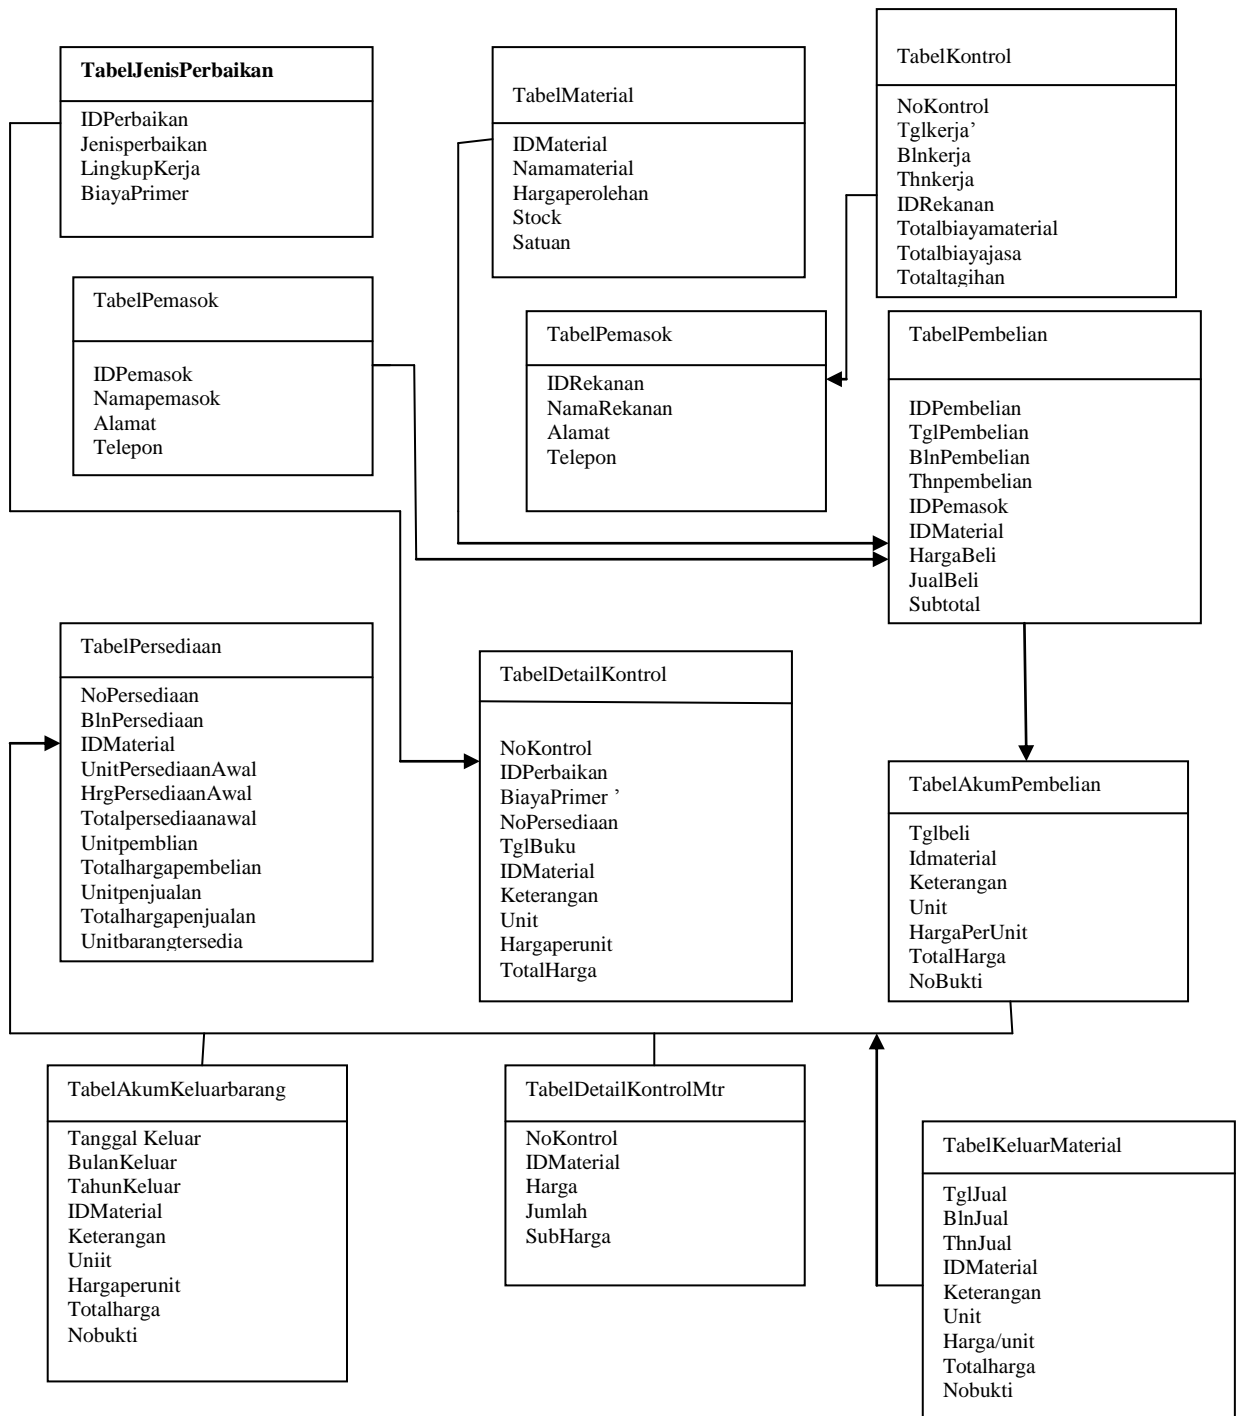 TabelJenisPerbaikan
IDPerbaikan
Jenisperbaikan
LingkupKerja
BiayaPrimer
TabelMaterial
IDMaterial
Namamaterial
Hargaperolehan
Stock
Satuan
TabelKontrol
NoKontrol
Tglkerja’
Blnkerja
Thnkerja
IDRekanan
Totalbiayamaterial
Totalbiayajasa
Totaltagihan
TabelPemasok
IDPemasok
Namapemasok
Alamat
Telepon
TabelPemasok
IDRekanan
NamaRekanan
Alamat
Telepon
TabelPembelian
IDPembelian
TglPembelian
BlnPembelian
Thnpembelian
IDPemasok
IDMaterial
HargaBeli
JualBeli
Subtotal
TabelPersediaan
NoPersediaan
BlnPersediaan
IDMaterial
UnitPersediaanAwal
HrgPersediaanAwal
Totalpersediaanawal
Unitpemblian
Totalhargapembelian
Unitpenjualan
Totalhargapenjualan
Unitbarangtersedia
TabelDetailKontrol
NoKontrol
IDPerbaikan
BiayaPrimer ’
NoPersediaan
TglBuku
IDMaterial
Keterangan
Unit
Hargaperunit
TotalHarga
TabelAkumPembelian
Tglbeli
Idmaterial
Keterangan
Unit
HargaPerUnit
TotalHarga
NoBukti
TabelAkumKeluarbarang
Tanggal Keluar
BulanKeluar
TahunKeluar
IDMaterial
Keterangan
Uniit
Hargaperunit
Totalharga
Nobukti
TabelDetailKontrolMtr
NoKontrol
IDMaterial
Harga
Jumlah
SubHarga
TabelKeluarMaterial
TglJual
BlnJual
ThnJual
IDMaterial
Keterangan
Unit
Harga/unit
Totalharga
Nobukti